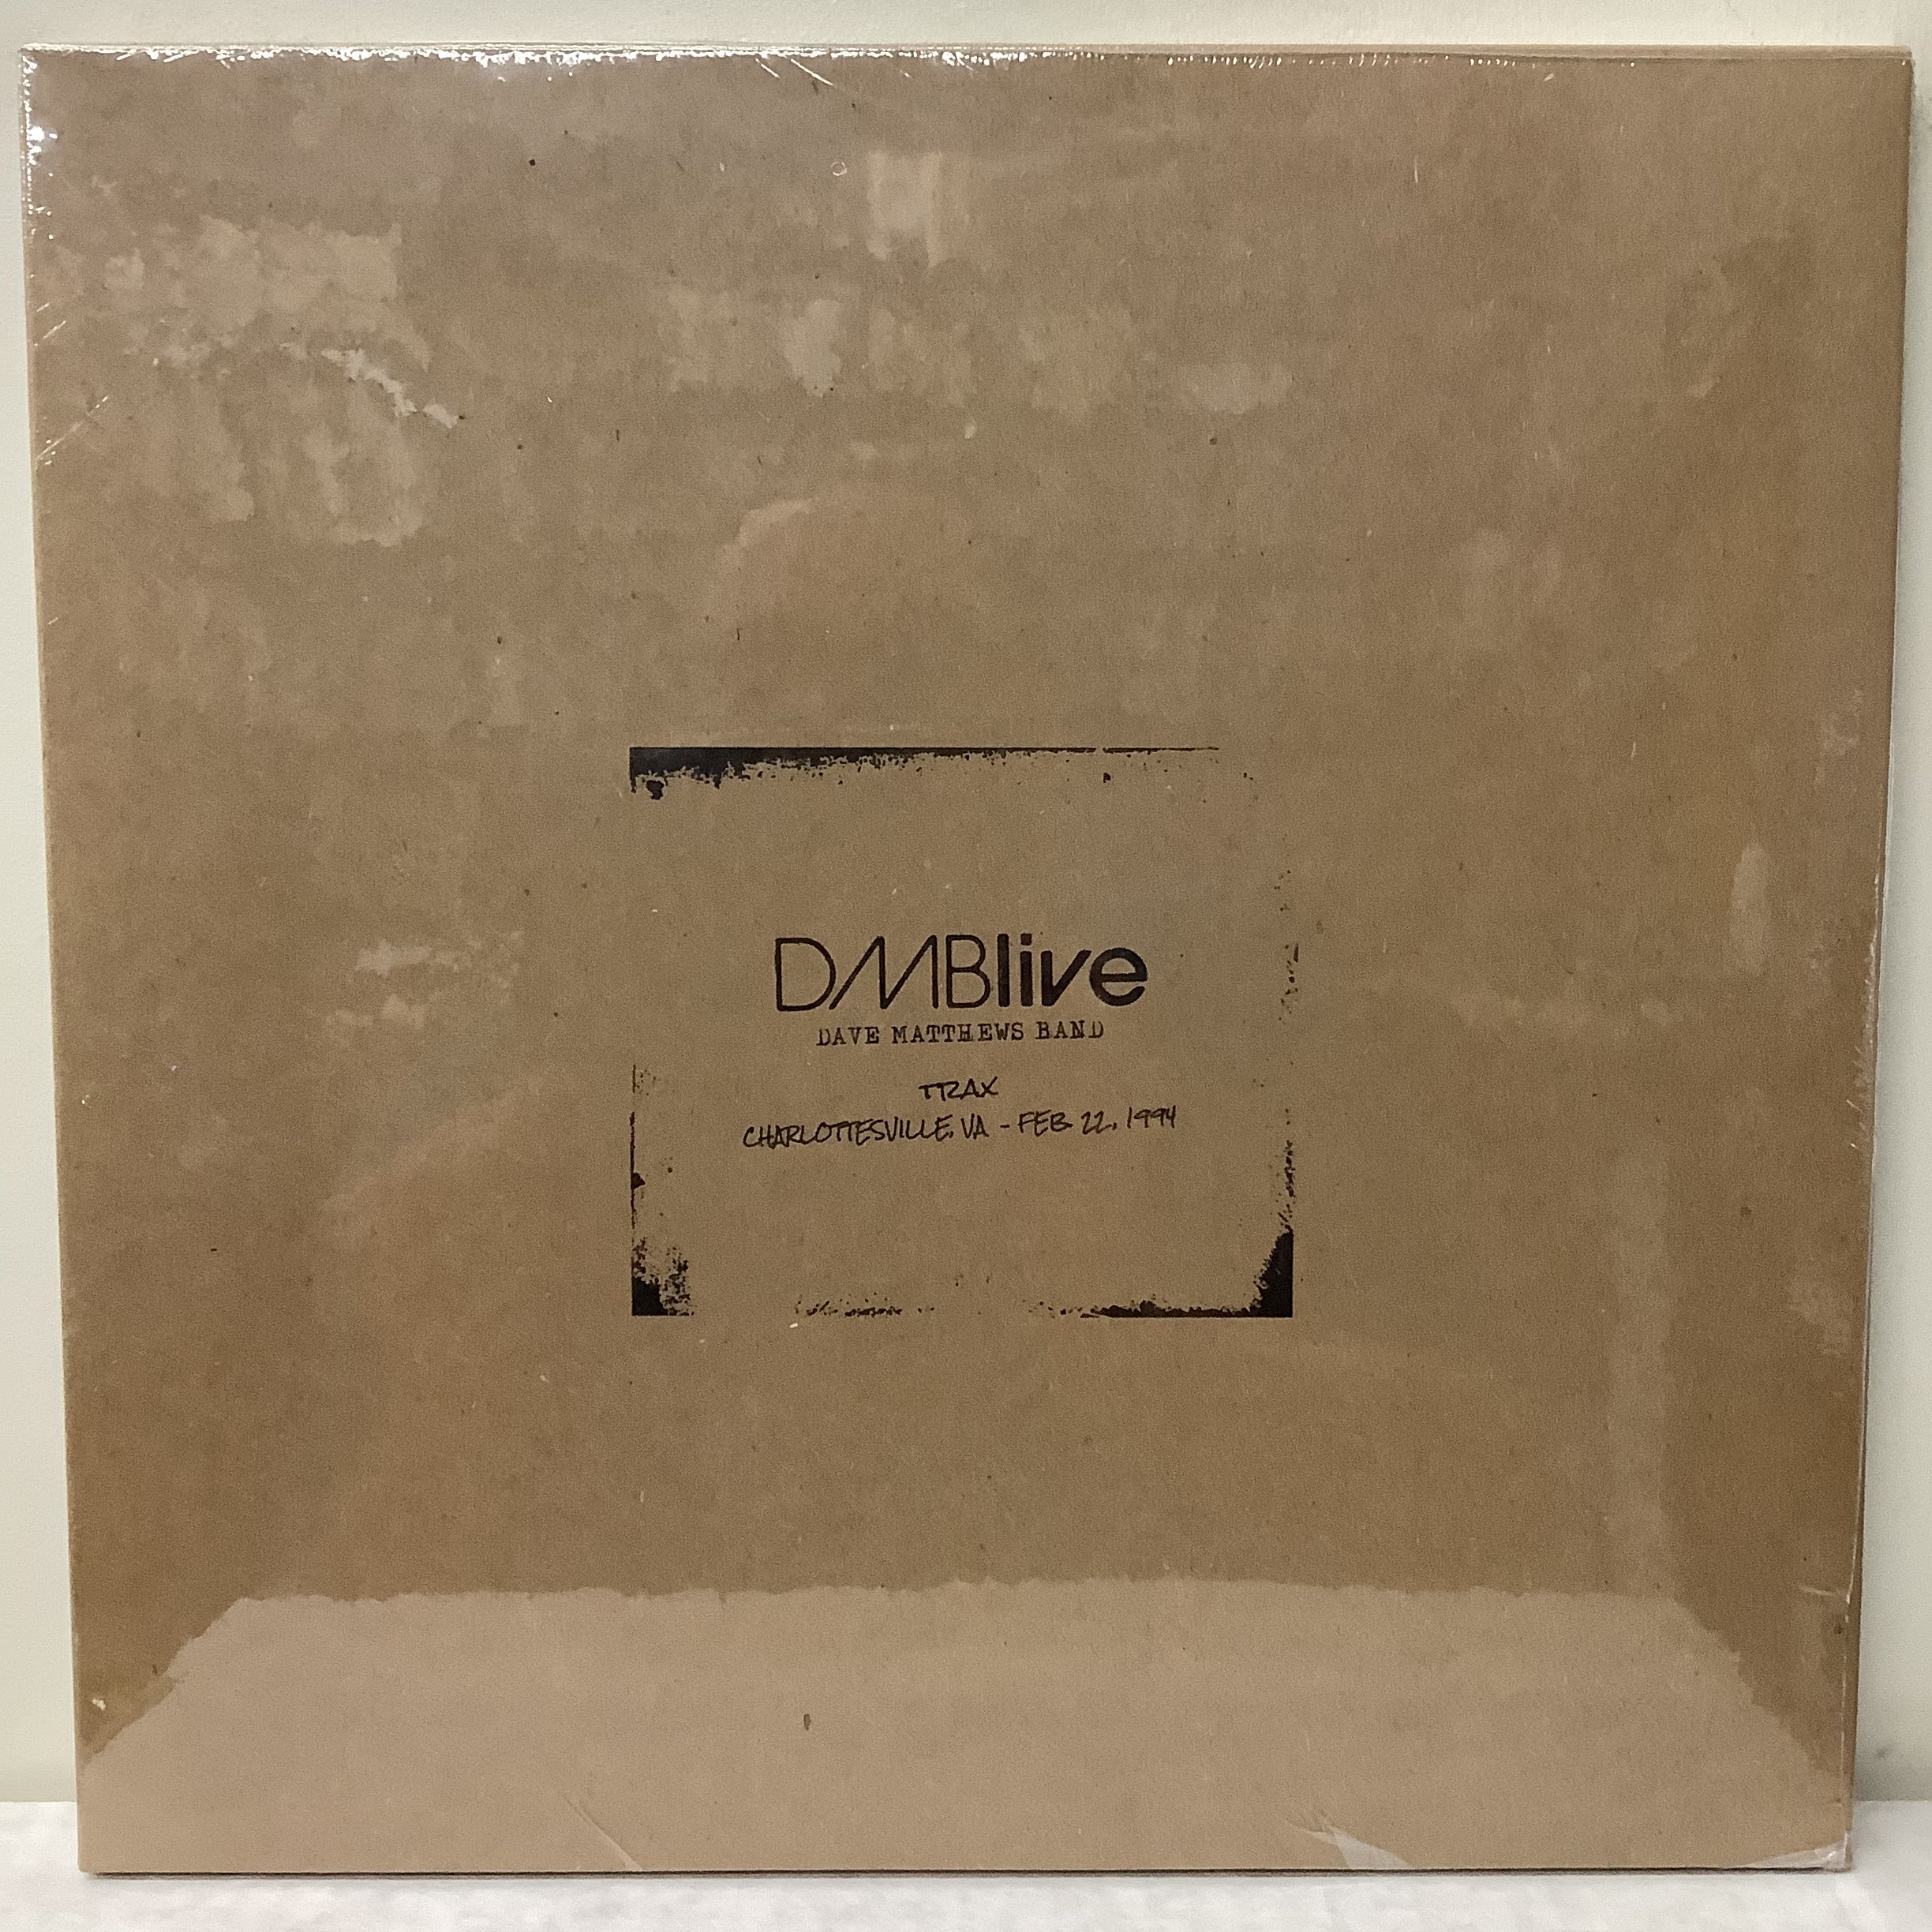 DMBlive
DAVE MATTHEWS BAND
TRAX
CHARLOTTESVILLE, VA - FEB 22, 1994